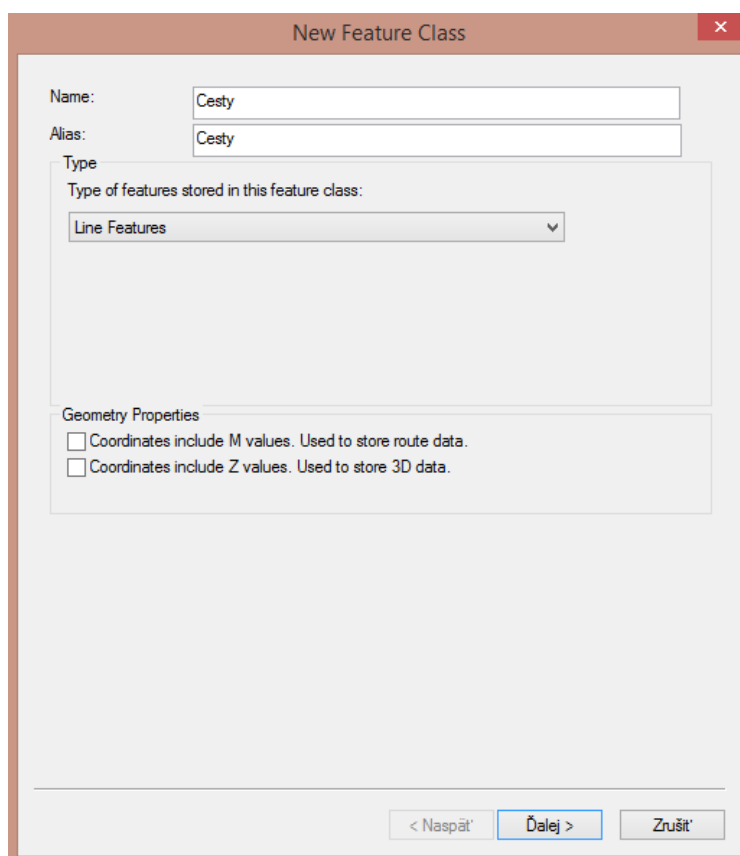 New Feature Class
Name: Cesty
Alias: Cesty
Type
Type of features stored in this feature class:
Line Features
Geometry Properties
Coordinates include M values. Used to store route data.
Coordinates include Z values. Used to store 3D data.
< Naspäť Ďalej > Zrušiť